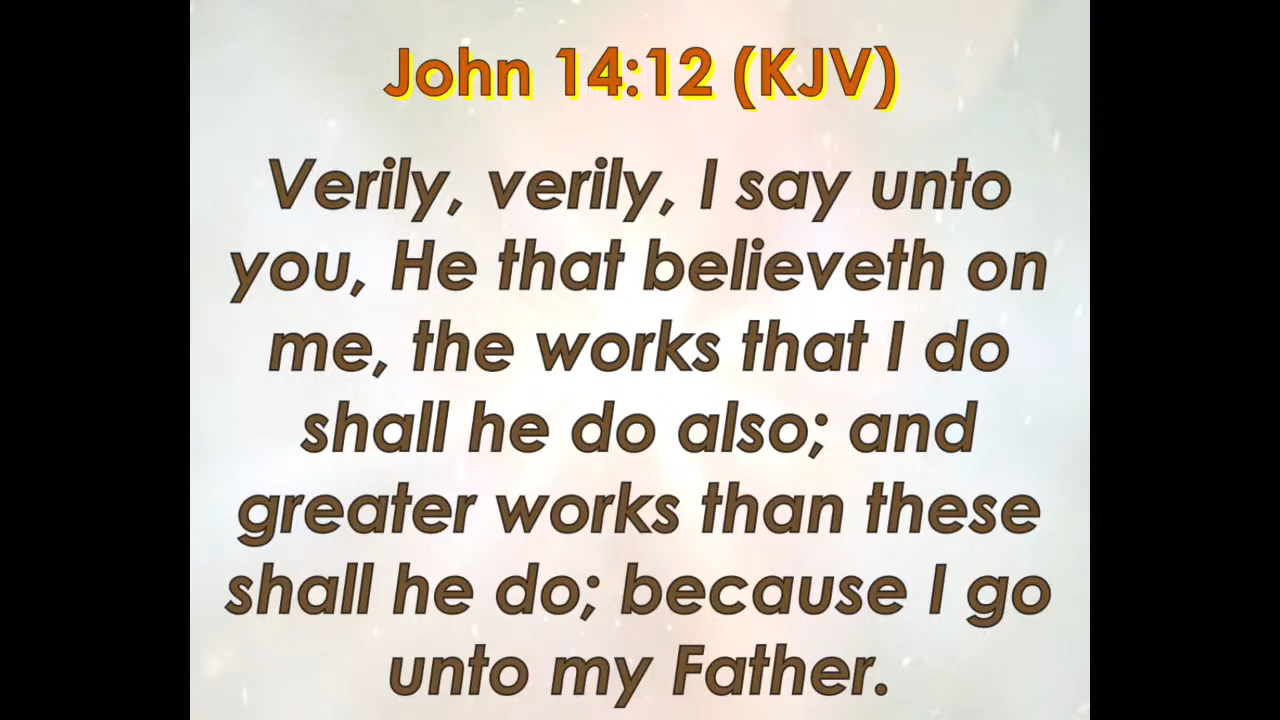 John 14:12 (KJV)
Verily, verily, I say unto
you, He that believeth on
me, the works that I do
shall he do also; and
greater works than these
shall he do; because I go
unto my Father.